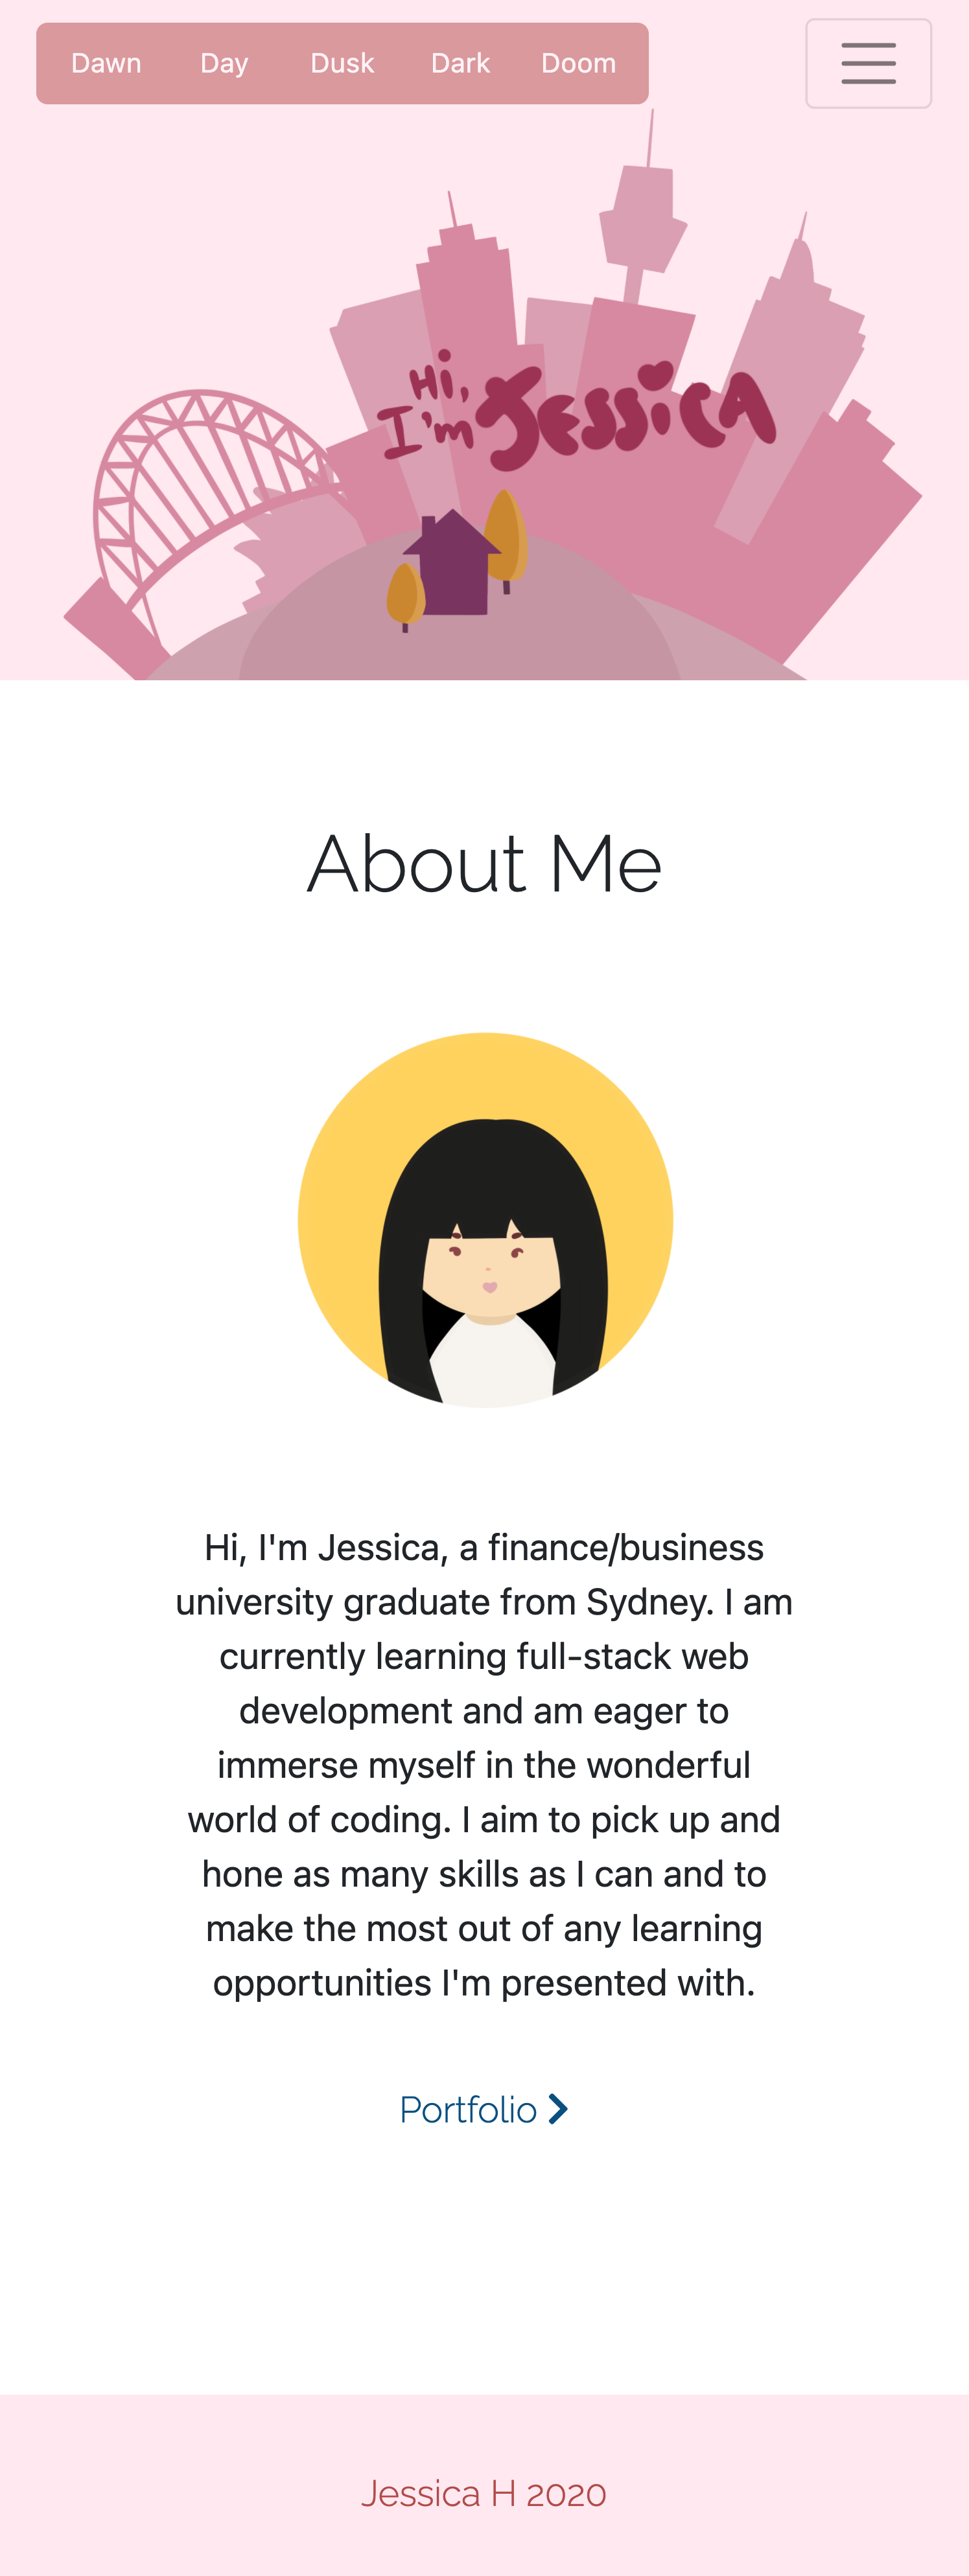 Dawn Day Dusk Dark Doom
Hi,
I'm Jessica
About Me
Hi, I'm Jessica, a finance/business
university graduate from Sydney. I am
currently learning full-stack web
development and am eager to
immerse myself in the wonderful
world of coding. I aim to pick up and
hone as many skills as I can and to
make the most out of any learning
opportunities I'm presented with.
Portfolio
Jessica H 2020